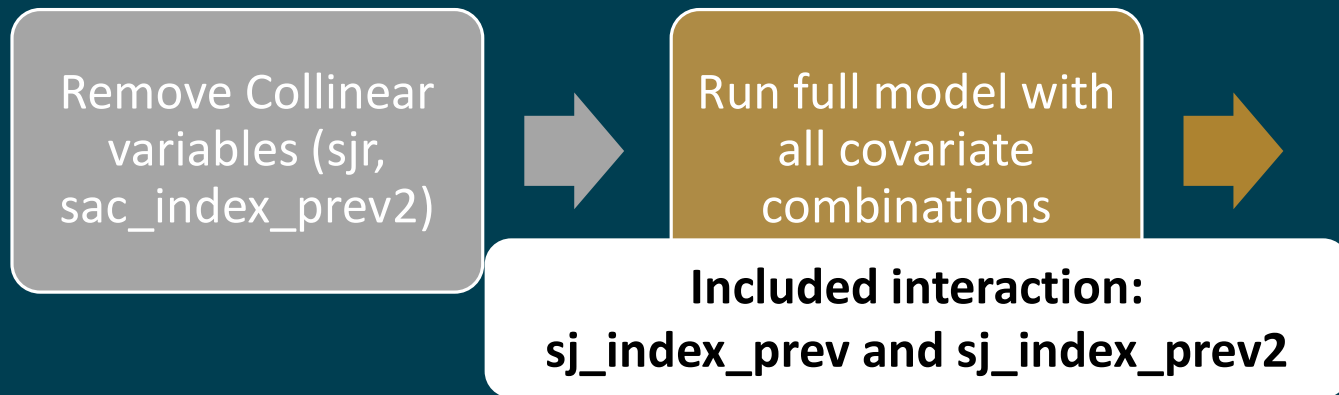 Remove Collinear
variables (sjr,
sac_index_prev2)
Run full model with
all covariate
combinations
Included interaction:
sj_index_prev and sj_index_prev2